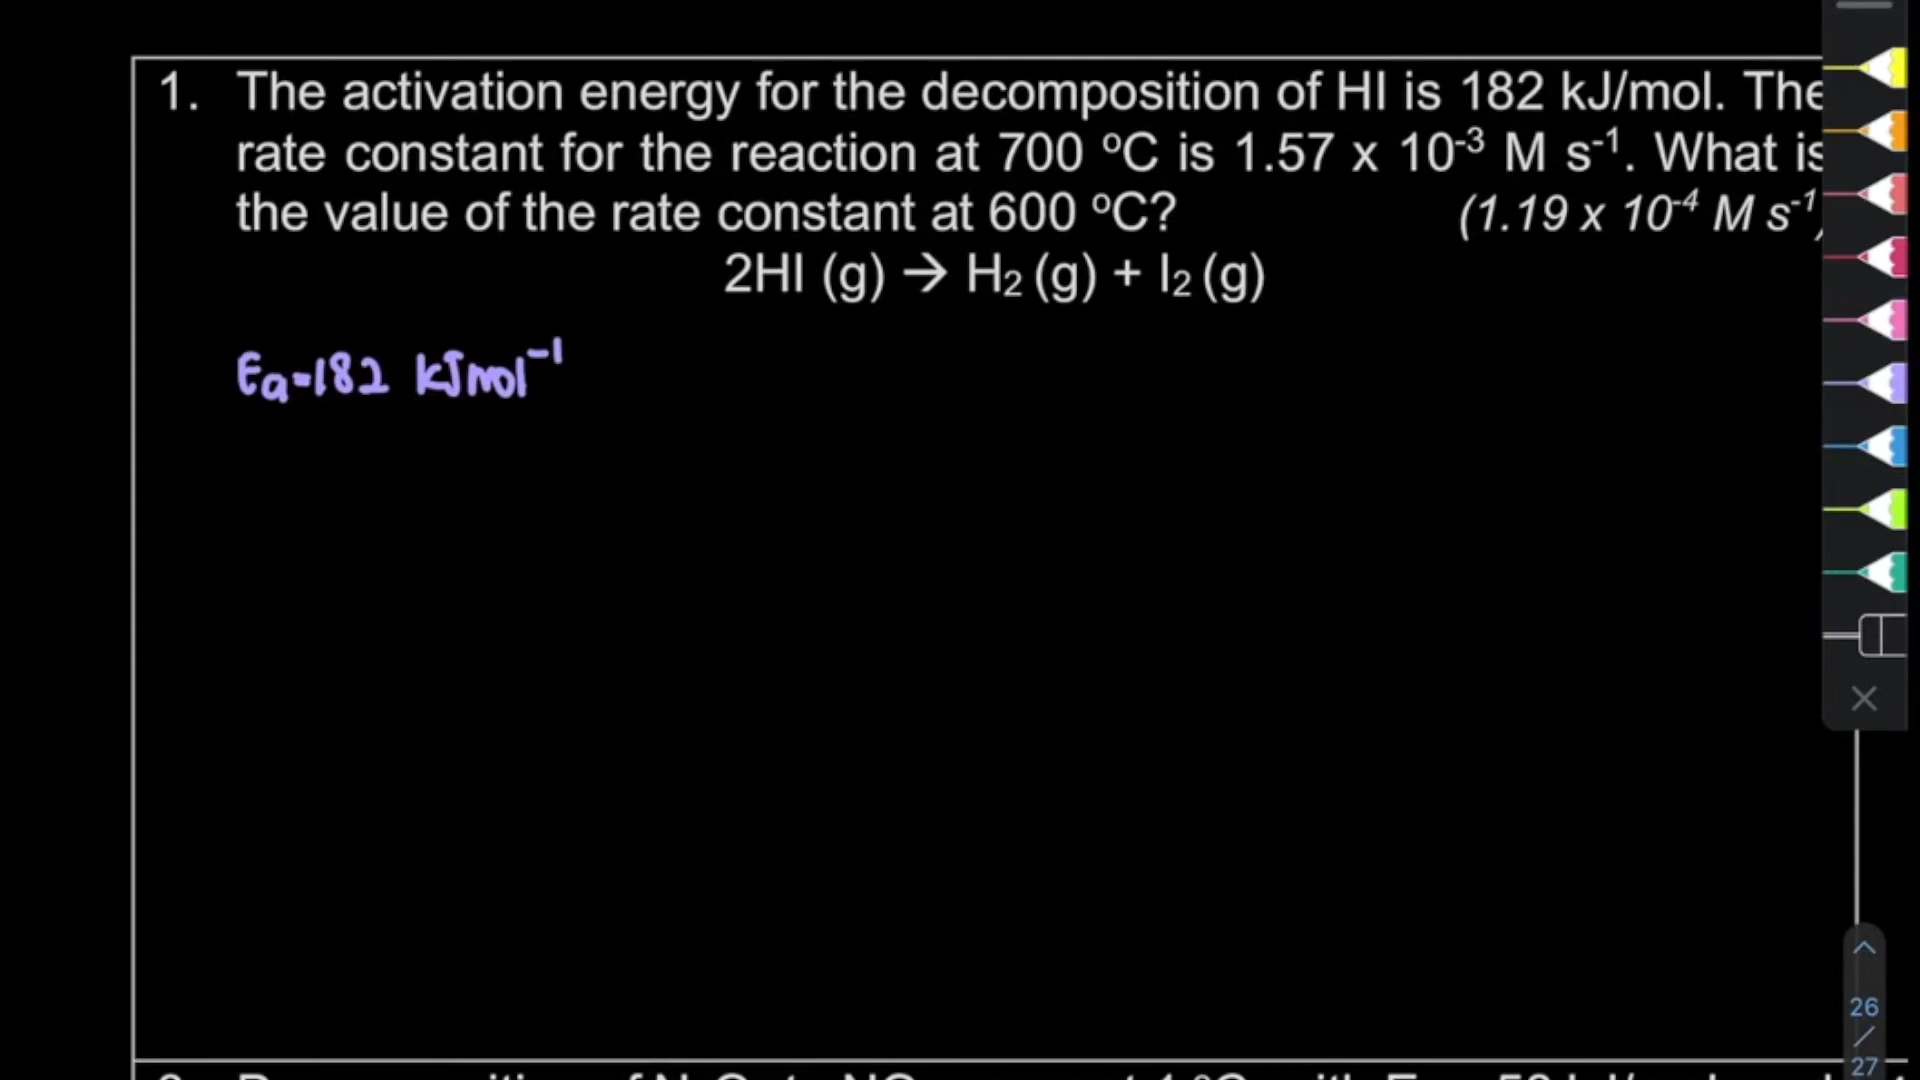 1. The activation energy for the decomposition of HI is 182 kJ/mol. The
rate constant for the reaction at 700 ºC is 1.57 x 10⁻³ M s⁻¹. What is
the value of the rate constant at 600 ºC? (1.19 x 10⁻⁴ M s⁻¹)
2HI (g) → H₂ (g) + I₂ (g)
Ea=182 kJmol⁻¹
26
/
27